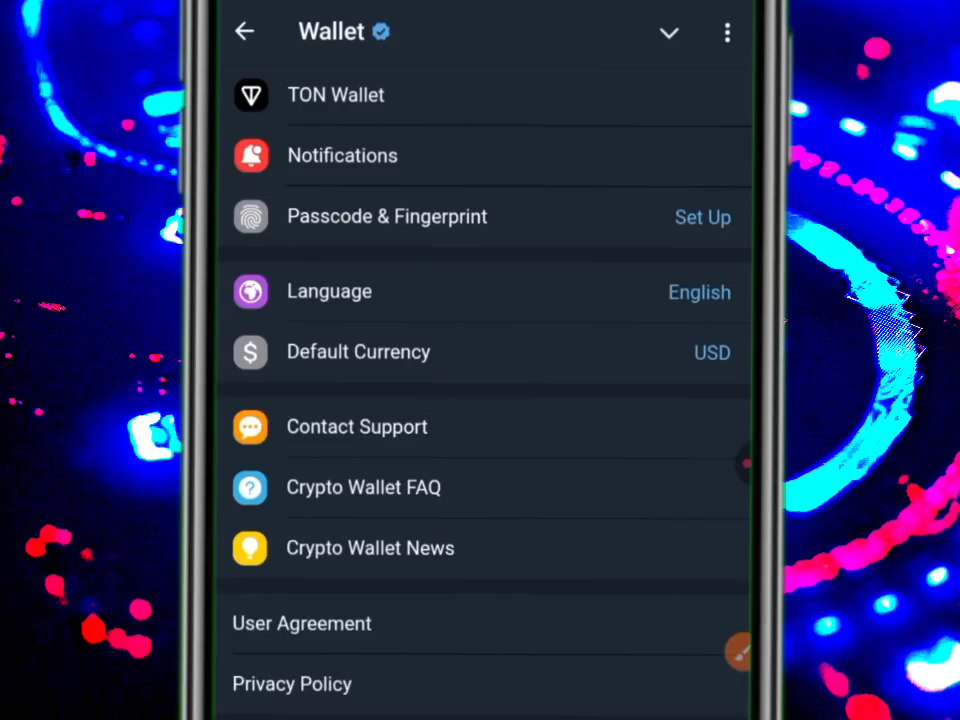 Wallet
TON Wallet
Notifications
Passcode & Fingerprint Set Up
Language English
Default Currency USD
Contact Support
Crypto Wallet FAQ
Crypto Wallet News
User Agreement
Privacy Policy